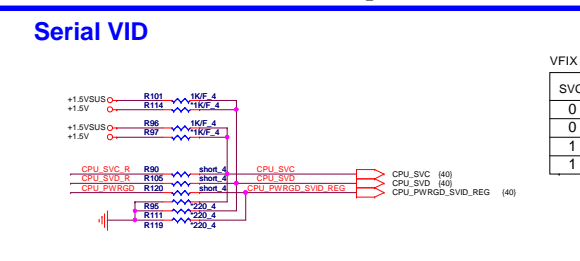 Serial VID
VFIX
+1.5VSUS R101 1K/F_4
+1.5V R114 *1K/F_4
SVC
0
+1.5VSUS R96 1K/F_4
0
+1.5V R97 *1K/F_4
1
1
CPU_SVC_R R90 short_4 CPU_SVC CPU_SVC (40)
CPU_SVD_R R105 short_4 CPU_SVD CPU_SVD (40)
CPU_PWRGD R120 short_4 CPU_PWRGD_SVID_REG CPU_PWRGD_SVID_REG (40)
R95 *220_4
R111 *220_4
R119 *220_4